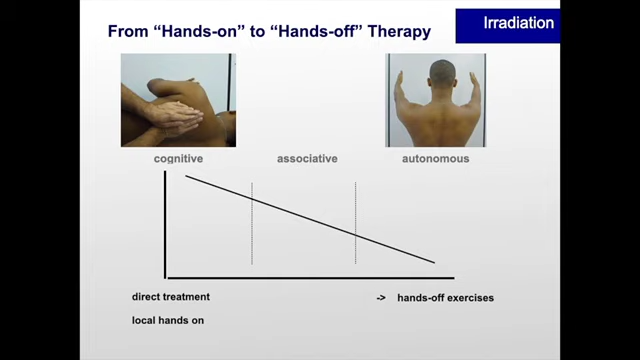 From “Hands-on” to “Hands-off” Therapy
Irradiation
cognitive
associative
autonomous
direct treatment
-> hands-off exercises
local hands on